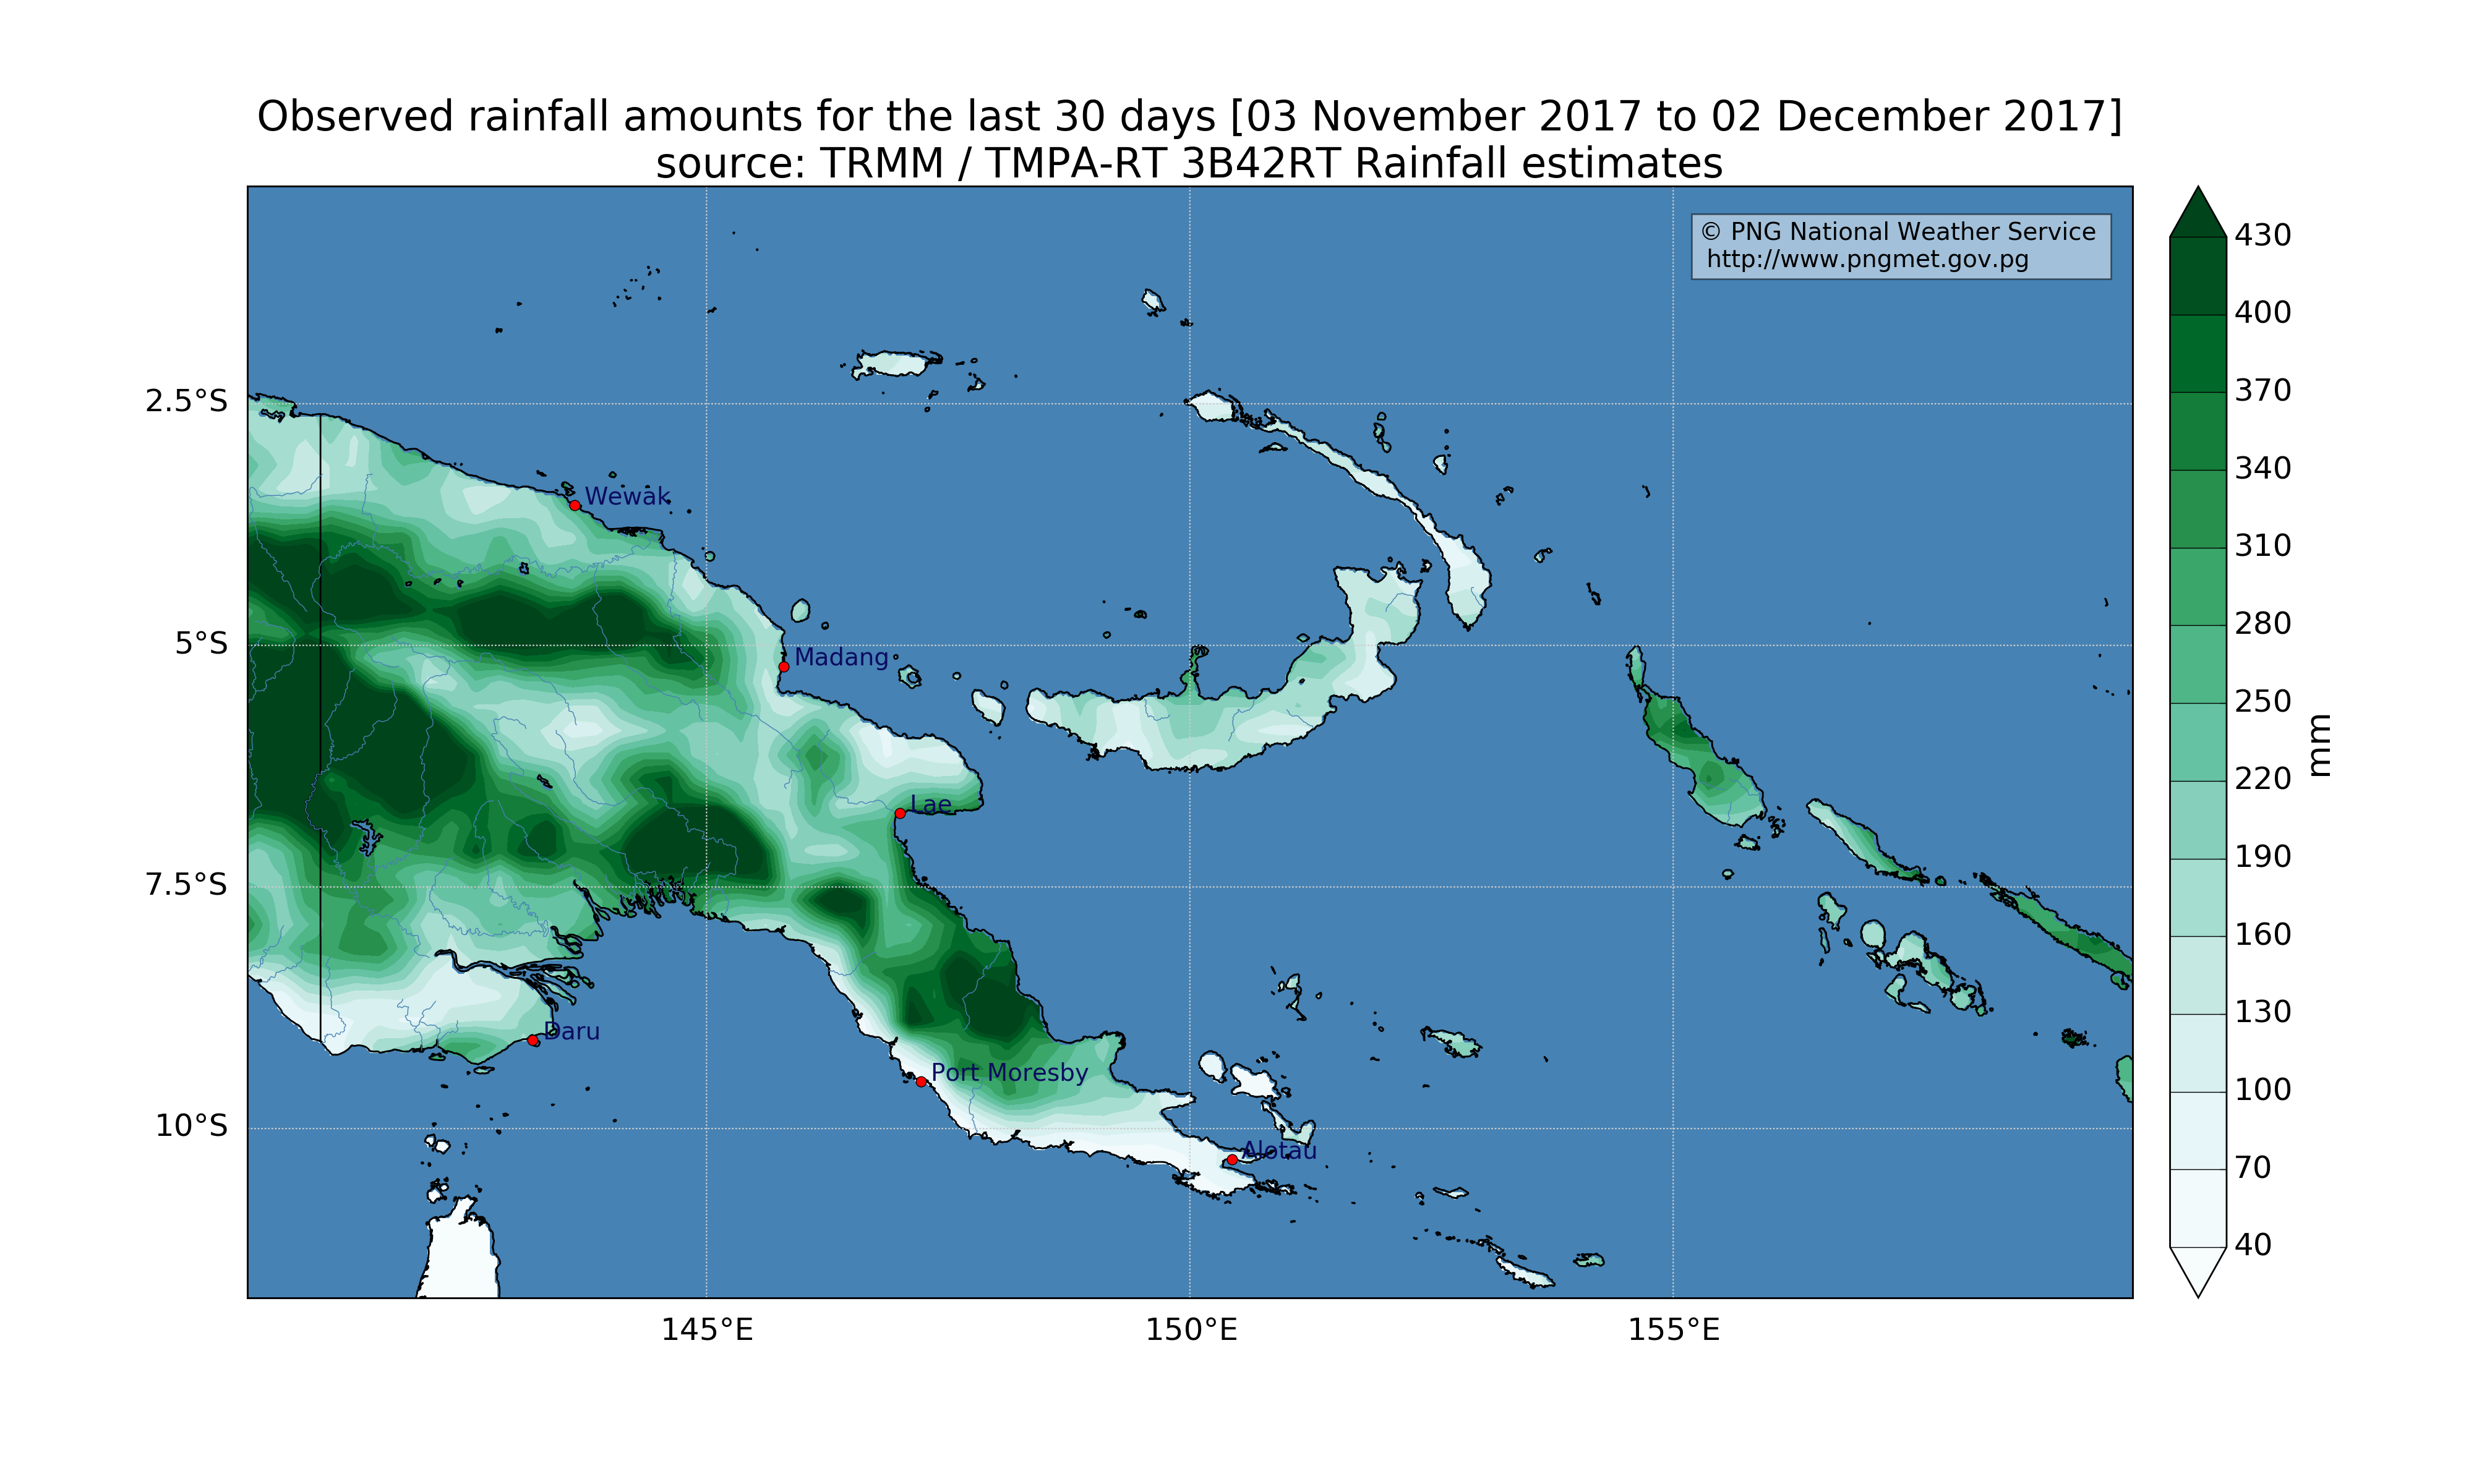 Observed rainfall amounts for the last 30 days [03 November 2017 to 02 December 2017]
source: TRMM / TMPA-RT 3B42RT Rainfall estimates
© PNG National Weather Service
http://www.pngmet.gov.pg
430
400
370
340
310
280
250
220
190
160
130
100
70
40
mm
2.5°S
5°S
7.5°S
10°S
Wewak
Madang
Lae
Daru
Port Moresby
Alotau
145°E
150°E
155°E